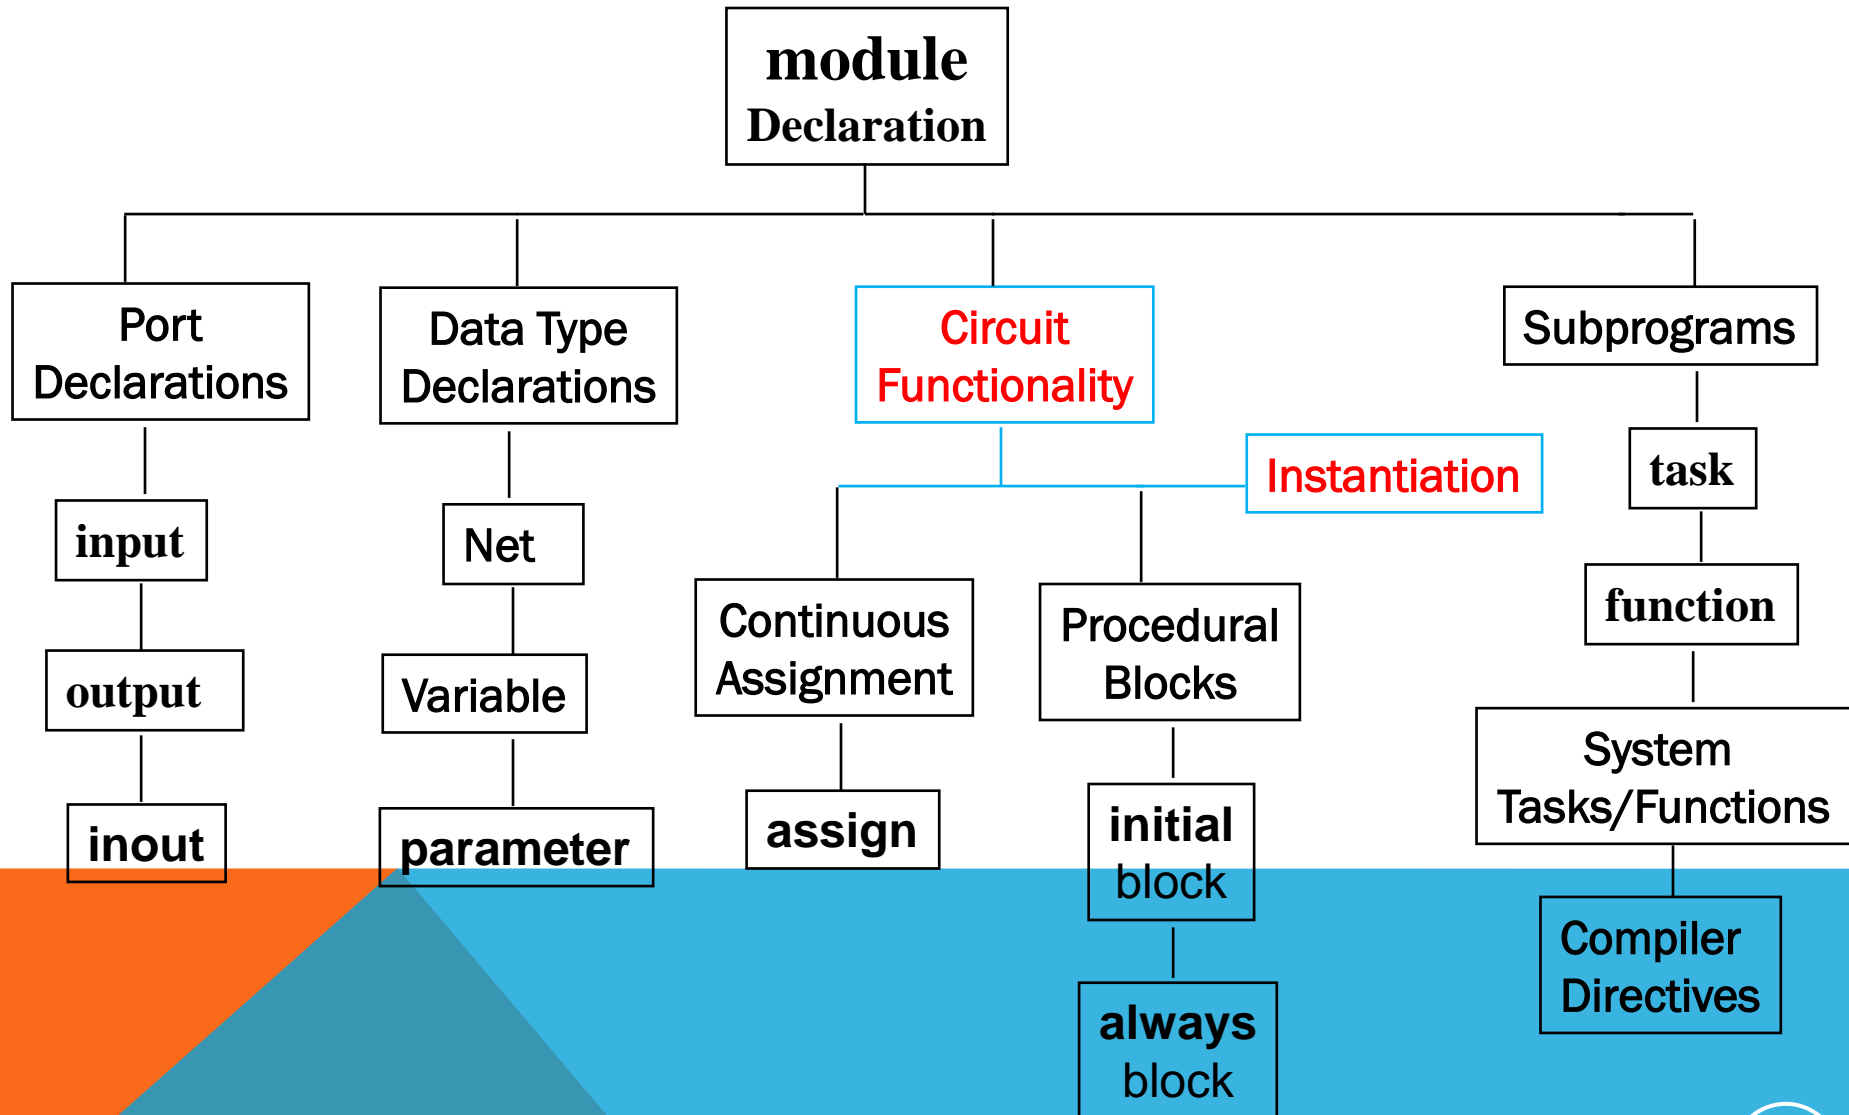 module
Declaration
Port
Declarations
Data Type
Declarations
Circuit
Functionality
Subprograms
Instantiation
task
input
Net
function
Continuous
Assignment
Procedural
Blocks
output
Variable
System
Tasks/Functions
inout
parameter
assign
initial
block
Compiler
Directives
always
block